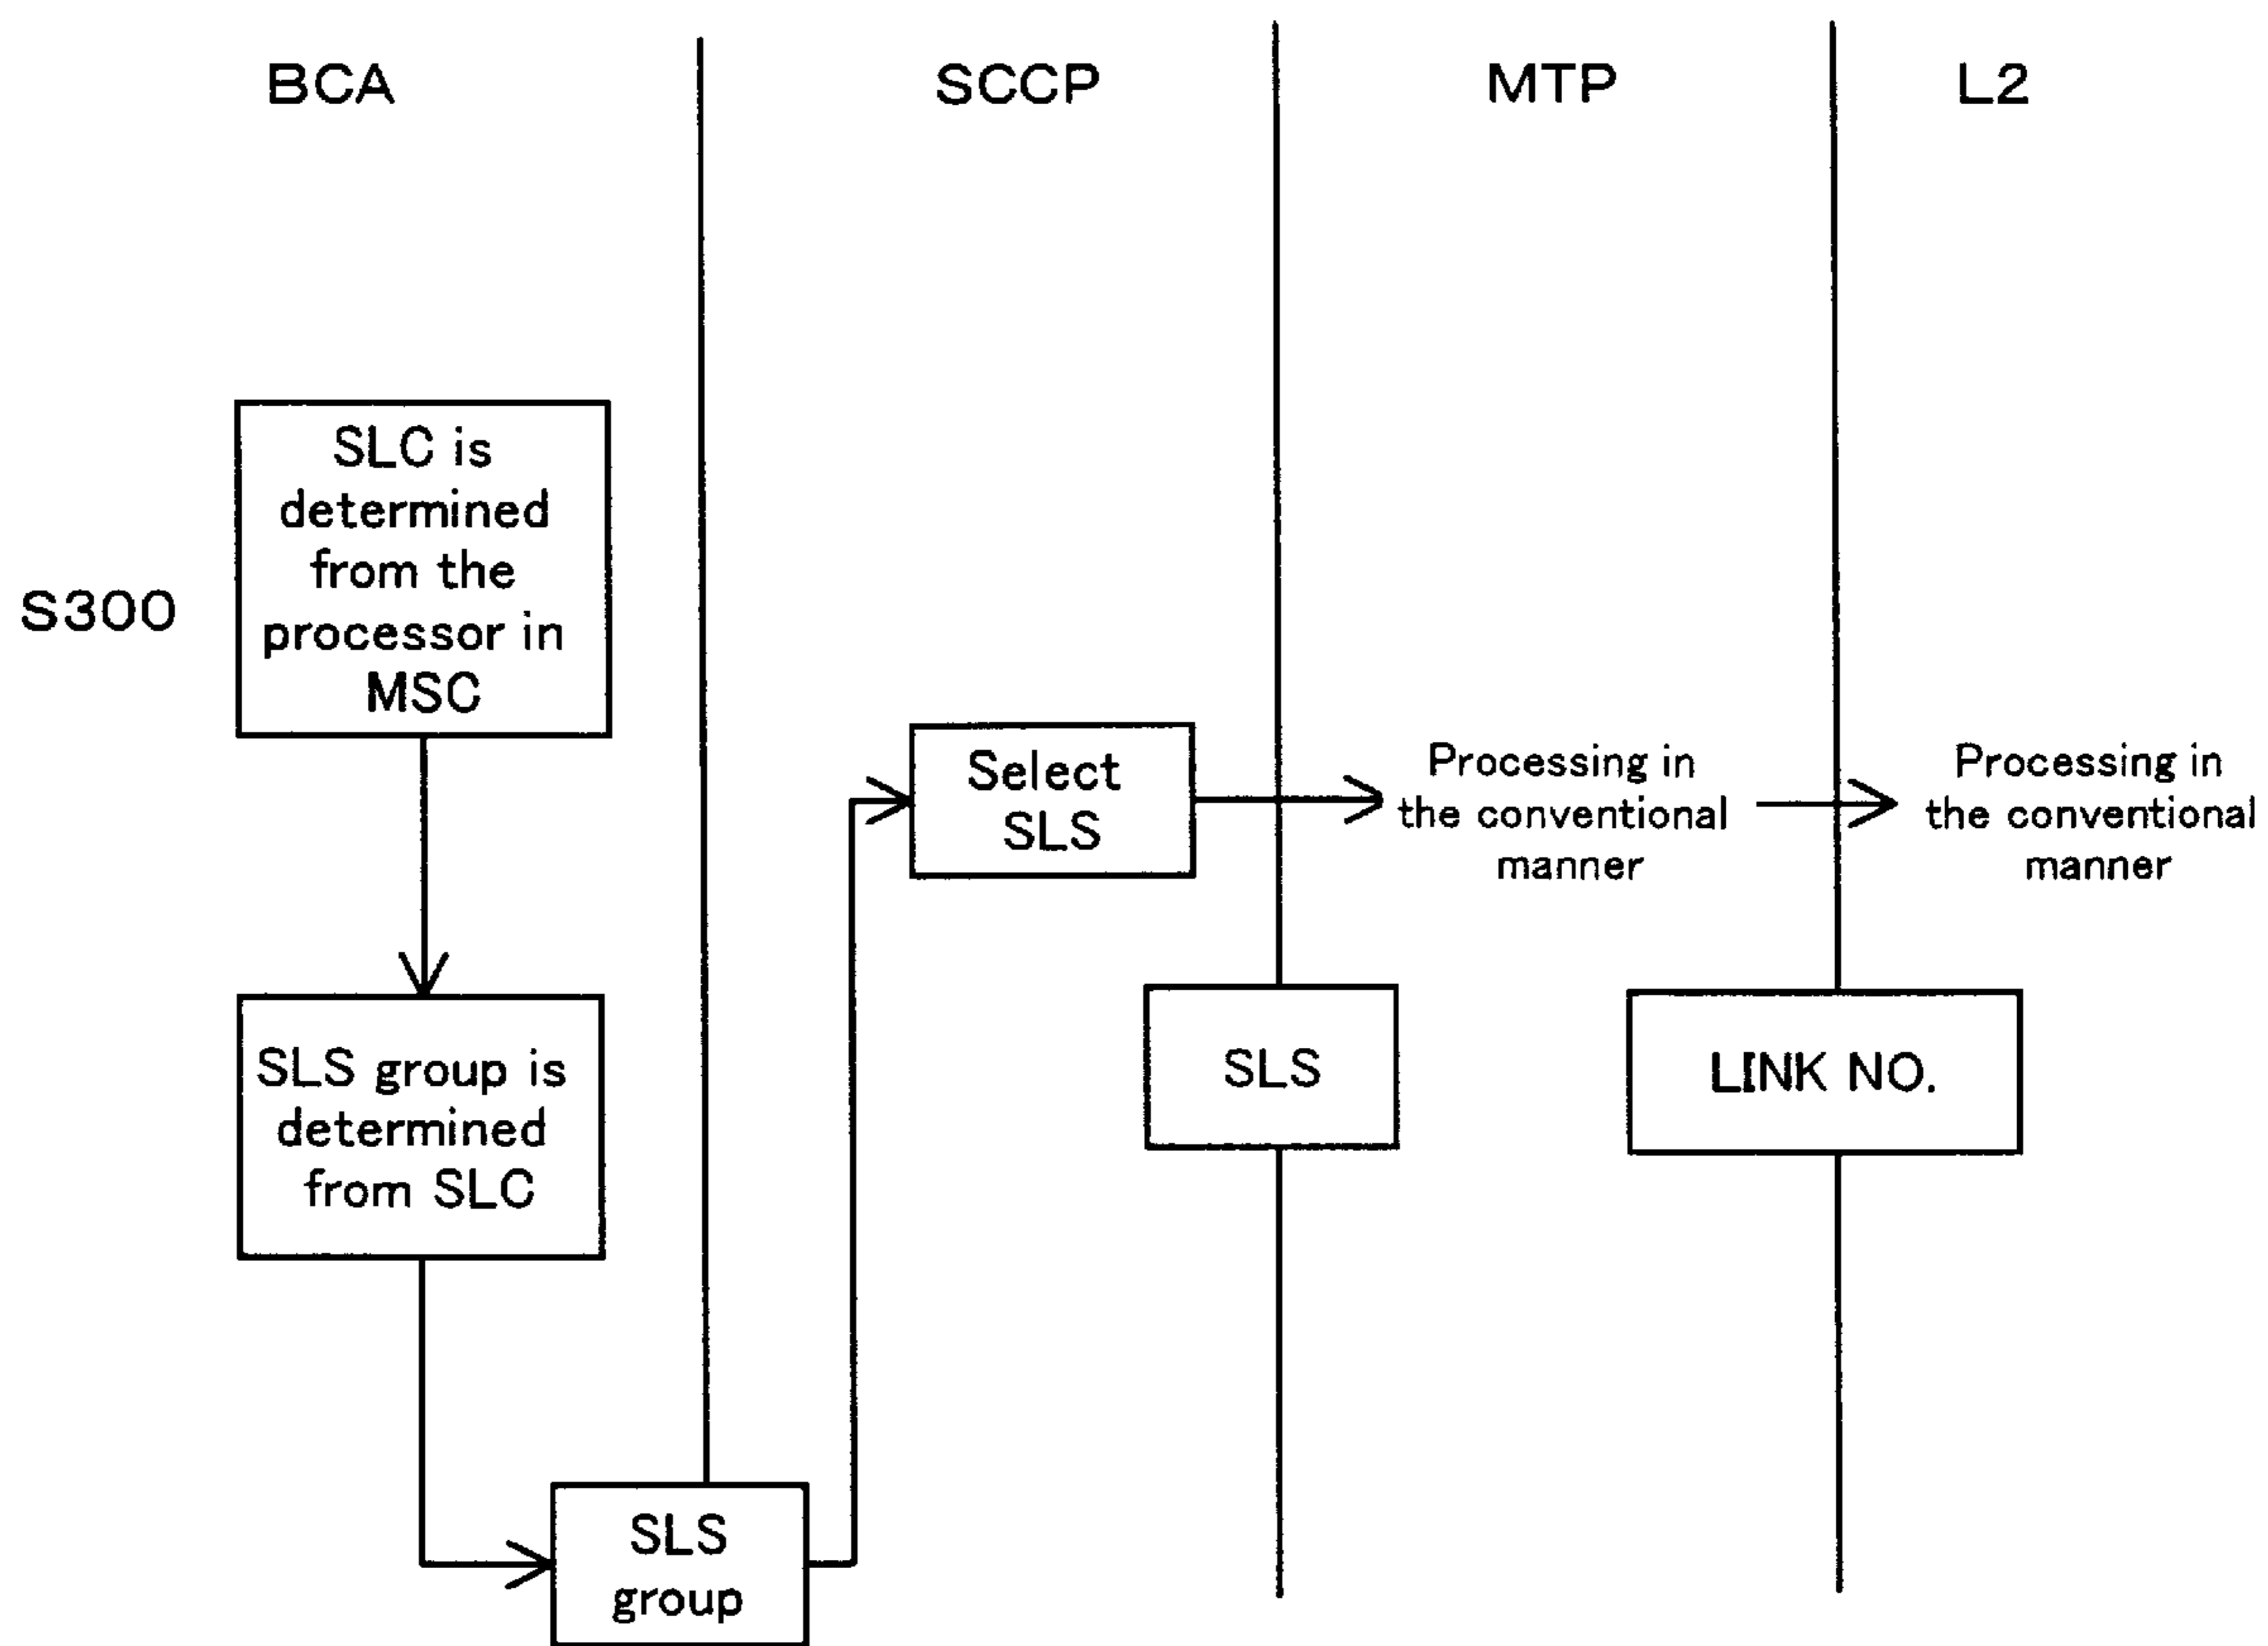 BCA
SCCP
MTP
L2
S300
SLC is
determined
from the
processor in
MSC
SLS group is
determined
from SLC
SLS
group
Select
SLS
Processing in
the conventional
manner
Processing in
the conventional
manner
SLS
LINK NO.